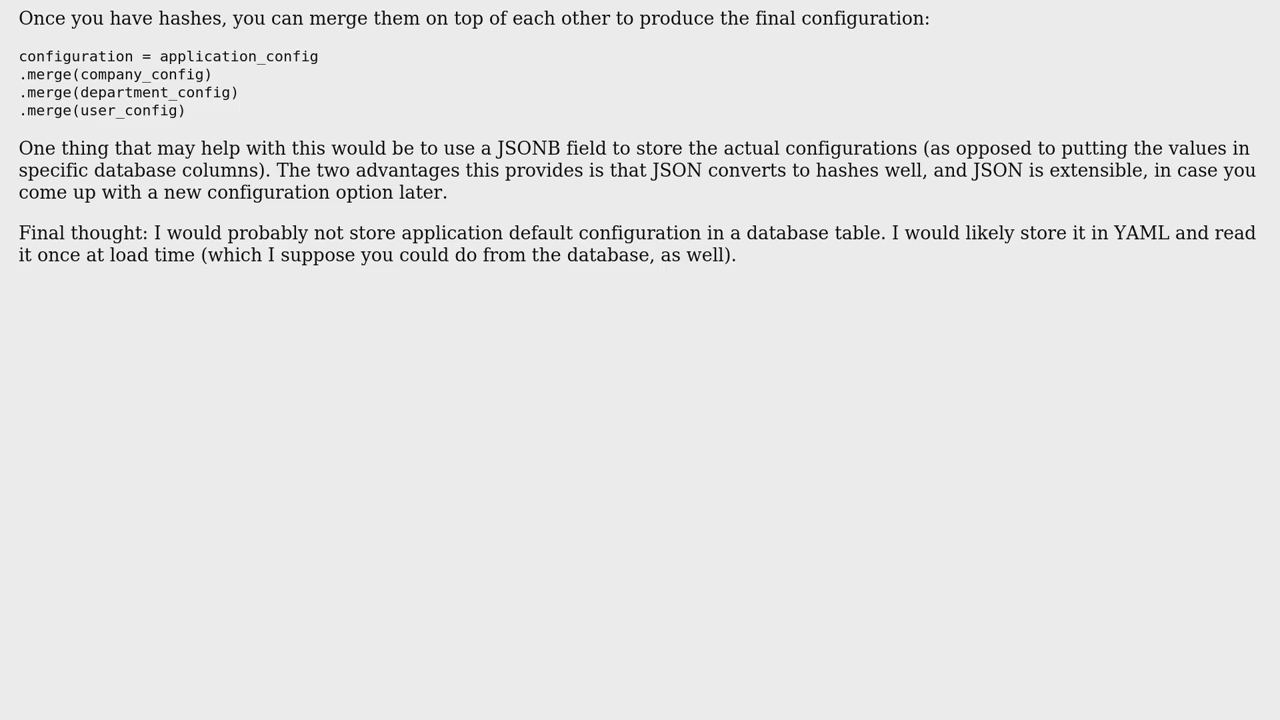 Once you have hashes, you can merge them on top of each other to produce the final configuration:
configuration = application_config
.merge(company_config)
.merge(department_config)
.merge(user_config)
One thing that may help with this would be to use a JSONB field to store the actual configurations (as opposed to putting the values in
specific database columns). The two advantages this provides is that JSON converts to hashes well, and JSON is extensible, in case you
come up with a new configuration option later.
Final thought: I would probably not store application default configuration in a database table. I would likely store it in YAML and read
it once at load time (which I suppose you could do from the database, as well).